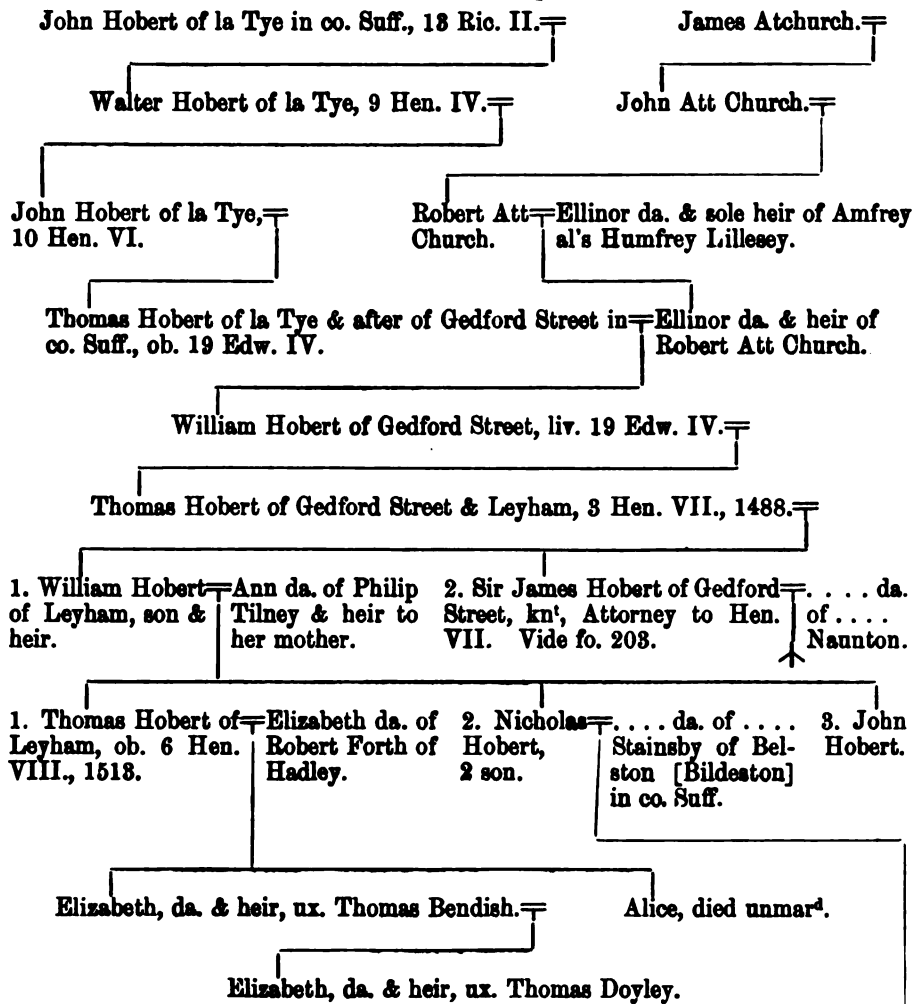 John Hobert of la Tye in co. Suff., 13 Ric. II.
James Atchurch.
Walter Hobert of la Tye, 9 Hen. IV.
John Att Church.
John Hobert of la Tye,
10 Hen. VI.
Robert Att
Church.
Ellinor da. & sole heir of Amfrey
al's Humfrey Lillesey.
Thomas Hobert of la Tye & after of Gedford Street in
co. Suff., ob. 19 Edw. IV.
Ellinor da. & heir of
Robert Att Church.
William Hobert of Gedford Street, liv. 19 Edw. IV.
Thomas Hobert of Gedford Street & Leyham, 3 Hen. VII., 1488.
1. William Hobert
of Leyham, son &
heir.
Ann da. of Philip
Tilney & heir to
her mother.
2. Sir James Hobert of Gedford
Street, knᵗ, Attorney to Hen.
VII. Vide fo. 203.
. . . . da.
of . . . .
Naunton.
1. Thomas Hobert of
Leyham, ob. 6 Hen.
VIII., 1513.
Elizabeth da. of
Robert Forth of
Hadley.
2. Nicholas
Hobert,
2 son.
. . . . da. of . . . .
Stainsby of Bel-
ston [Bildeston]
in co. Suff.
3. John
Hobert.
Elizabeth, da. & heir, ux. Thomas Bendish.
Alice, died unmarᵈ.
Elizabeth, da. & heir, ux. Thomas Doyley.